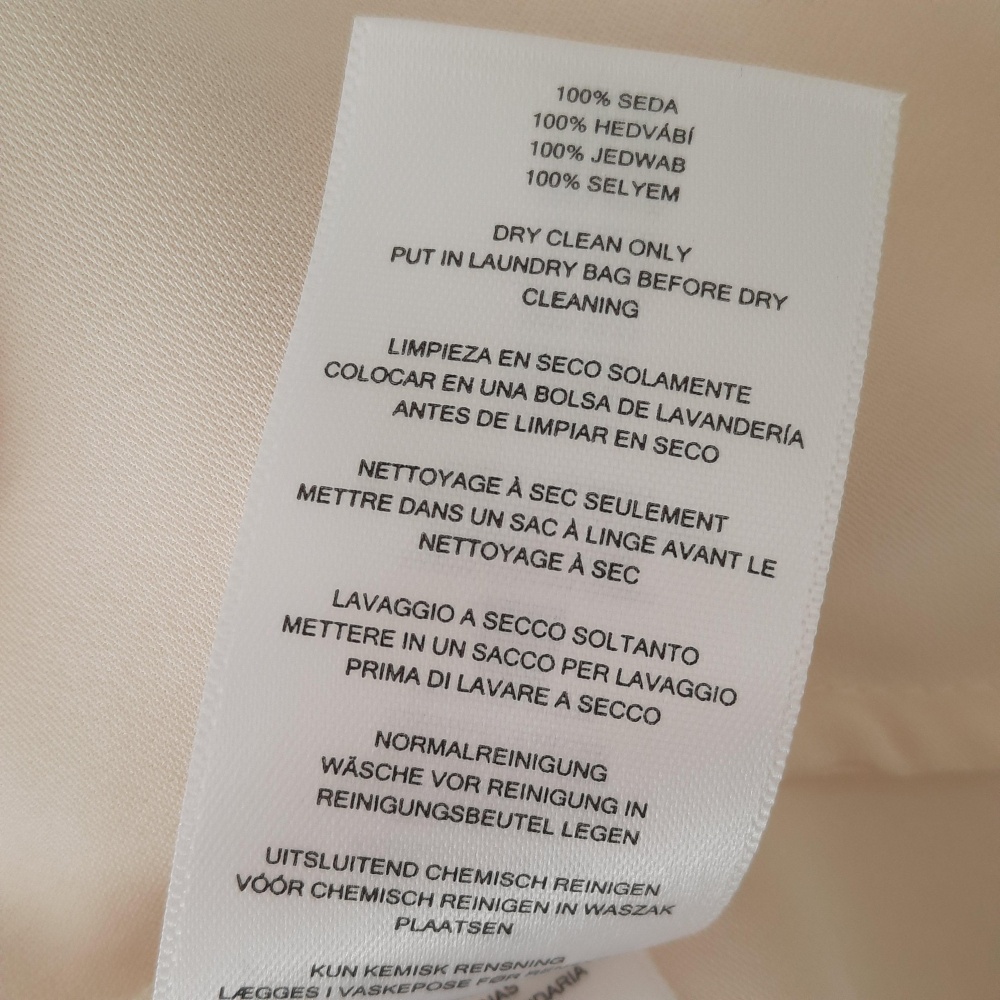 100% SEDA
100% HEDVÁBÍ
100% JEDWAB
100% SELYEM
DRY CLEAN ONLY
PUT IN LAUNDRY BAG BEFORE DRY
CLEANING
LIMPIEZA EN SECO SOLAMENTE
COLOCAR EN UNA BOLSA DE LAVANDERÍA
ANTES DE LIMPIAR EN SECO
NETTOYAGE À SEC SEULEMENT
METTRE DANS UN SAC À LINGE AVANT LE
NETTOYAGE À SEC
LAVAGGIO A SECCO SOLTANTO
METTERE IN UN SACCO PER LAVAGGIO
PRIMA DI LAVARE A SECCO
NORMALREINIGUNG
WÄSCHE VOR REINIGUNG IN
REINIGUNGSBEUTEL LEGEN
UITSLUITEND CHEMISCH REINIGEN
VÓÓR CHEMISCH REINIGEN IN WASZAK
PLAATSEN
KUN KEMISK RENSNING
LÆGGES I VASKEPOSE FØR